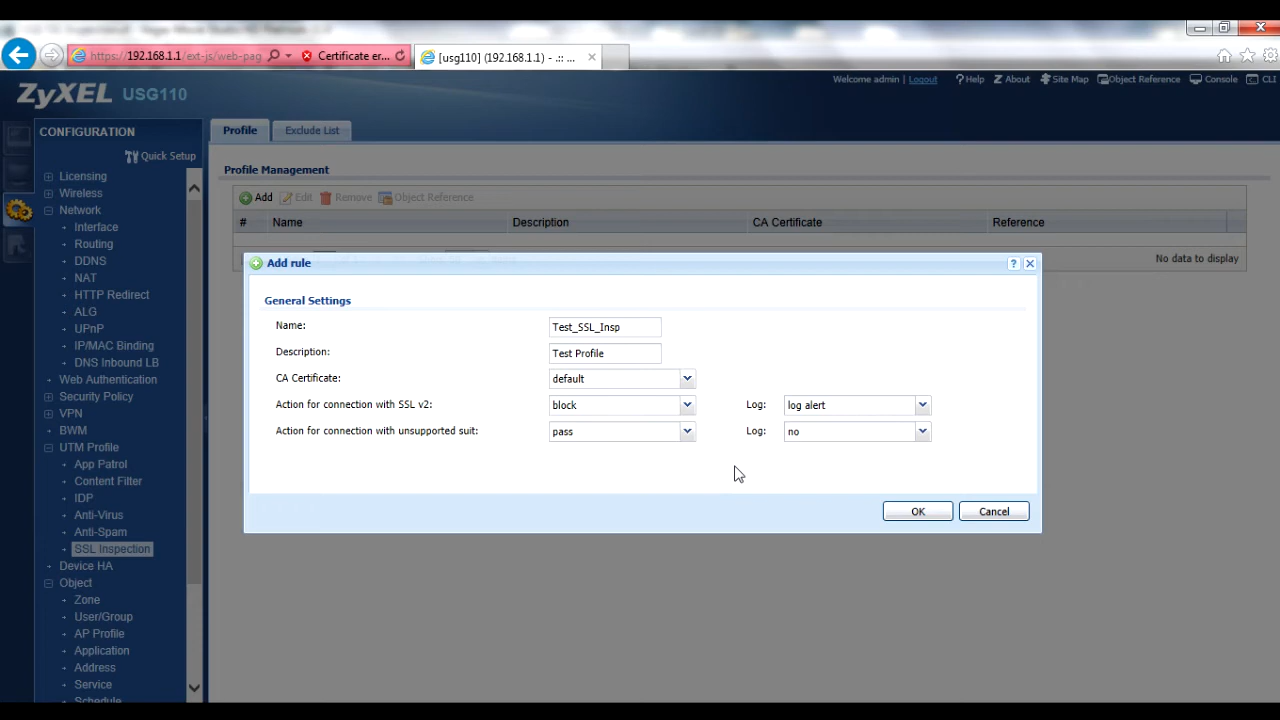 https://192.168.1.1/ext-js/web-pag Certificate er... [usg110] (192.168.1.1) - .:: ...
ZyXEL USG110
Welcome admin | Logout ?Help Z About Site Map Object Reference Console CLI
CONFIGURATION
Quick Setup
Licensing
Wireless
Network
Interface
Routing
DDNS
NAT
HTTP Redirect
ALG
UPnP
IP/MAC Binding
DNS Inbound LB
Web Authentication
Security Policy
VPN
BWM
UTM Profile
App Patrol
Content Filter
IDP
Anti-Virus
Anti-Spam
SSL Inspection
Device HA
Object
Zone
User/Group
AP Profile
Application
Address
Service
Schedule
Profile Exclude List
Profile Management
Add Edit Remove Object Reference
# Name Description CA Certificate Reference
No data to display
Add rule
General Settings
Name: Test_SSL_Insp
Description: Test Profile
CA Certificate: default
Action for connection with SSL v2: block Log: log alert
Action for connection with unsupported suit: pass Log: no
OK Cancel